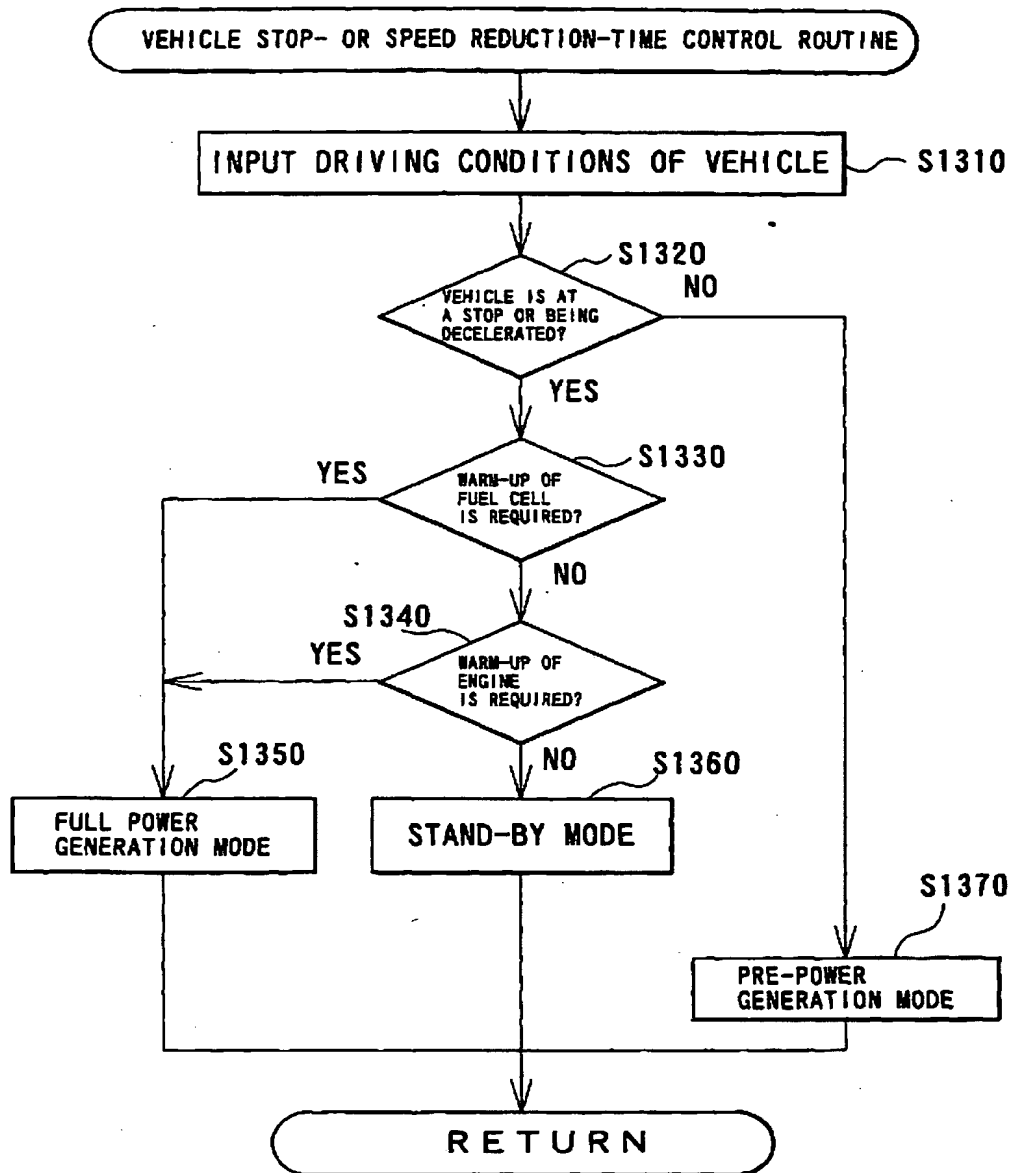 VEHICLE STOP- OR SPEED REDUCTION-TIME CONTROL ROUTINE
INPUT DRIVING CONDITIONS OF VEHICLE
S1310
S1320
NO
VEHICLE IS AT
A STOP OR BEING
DECELERATED?
YES
S1330
YES
WARM-UP OF
FUEL CELL
IS REQUIRED?
NO
S1340
YES
WARM-UP OF
ENGINE
IS REQUIRED?
NO
S1350
S1360
FULL POWER
GENERATION MODE
STAND-BY MODE
S1370
PRE-POWER
GENERATION MODE
RETURN